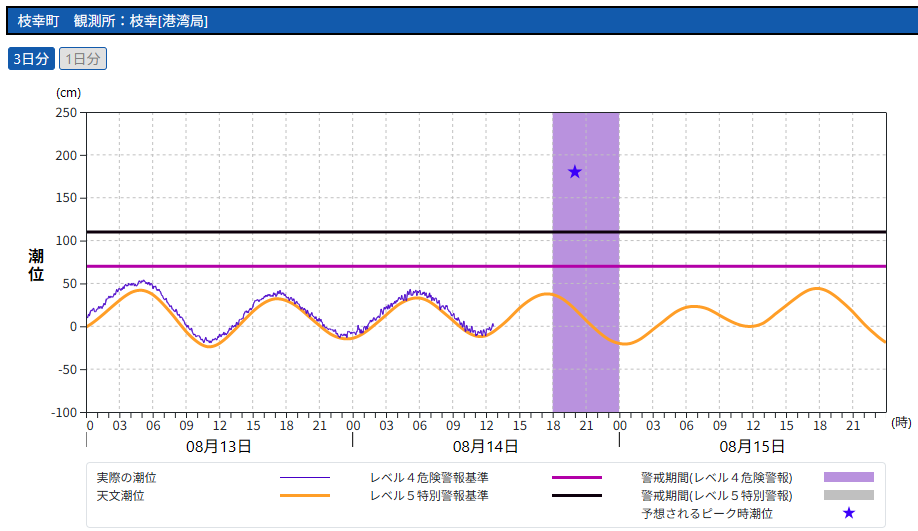 枝幸町　観測所：枝幸[港湾局]
3日分 1日分
(cm)
250
200
150
100
50
0
-50
-100
潮位
0 03 06 09 12 15 18 21 00 03 06 09 12 15 18 21 00 03 06 09 12 15 18 21 (時)
08月13日 08月14日 08月15日
実際の潮位 レベル４危険警報基準 警戒期間(レベル４危険警報)
天文潮位 レベル５特別警報基準 警戒期間(レベル５特別警報)
予想されるピーク時潮位